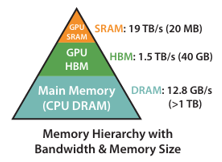 GPU
SRAM
SRAM: 19 TB/s (20 MB)
GPU
HBM
HBM: 1.5 TB/s (40 GB)
Main Memory
(CPU DRAM)
DRAM: 12.8 GB/s
(>1 TB)
Memory Hierarchy with
Bandwidth & Memory Size